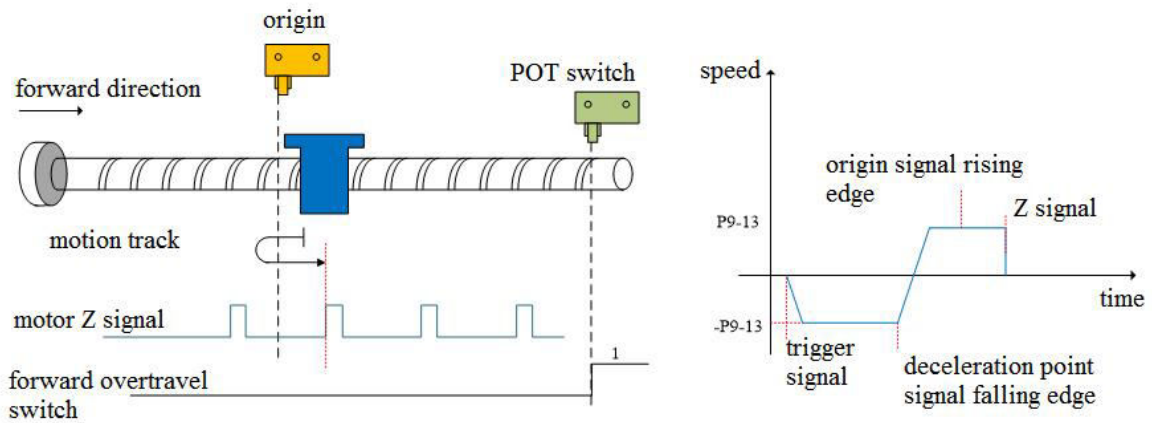 origin
POT switch
forward direction
motion track
motor Z signal
1
forward overtravel
switch
speed
origin signal rising
edge
P9-13
Z signal
time
-P9-13
trigger
signal
deceleration point
signal falling edge